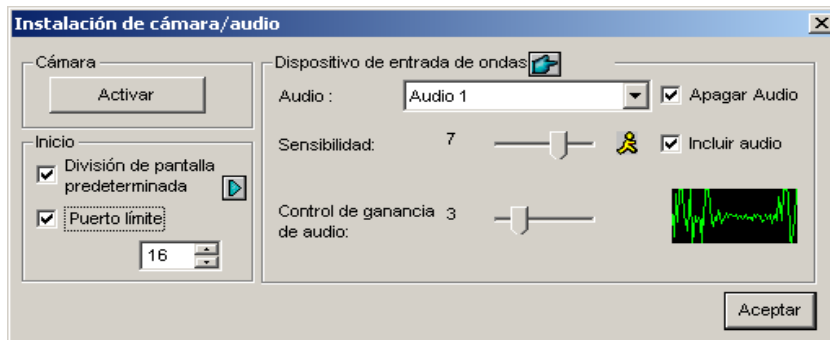 Instalación de cámara/audio
Cámara
Activar
Inicio
División de pantalla
predeterminada
Puerto límite
16
Dispositivo de entrada de ondas
Audio :
Audio 1
Apagar Audio
Sensibilidad:
7
Incluir audio
Control de ganancia
de audio:
3
Aceptar